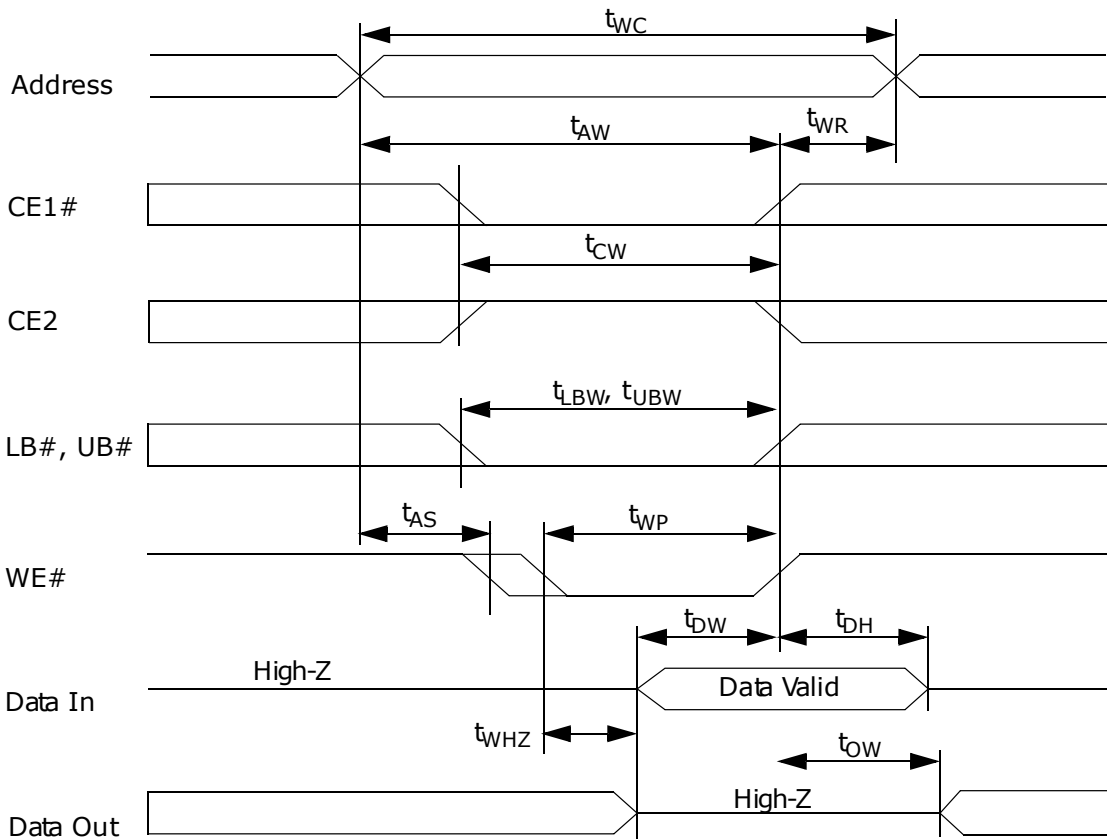 tWC
Address
tAW
tWR
CE1#
tCW
CE2
tLBW, tUBW
LB#, UB#
tAS
tWP
WE#
tDW
tDH
High-Z
Data Valid
Data In
tWHZ
tOW
High-Z
Data Out